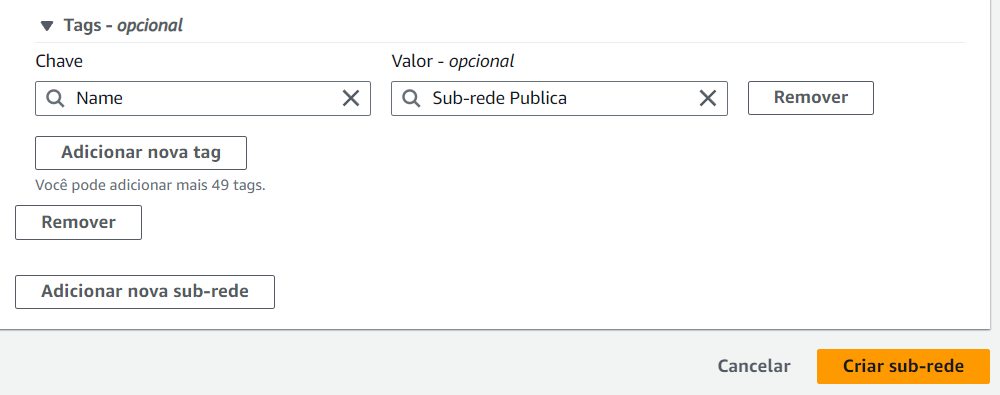 Tags - opcional
Chave
Valor - opcional
Name
Sub-rede Publica
Remover
Adicionar nova tag
Você pode adicionar mais 49 tags.
Remover
Adicionar nova sub-rede
Cancelar
Criar sub-rede